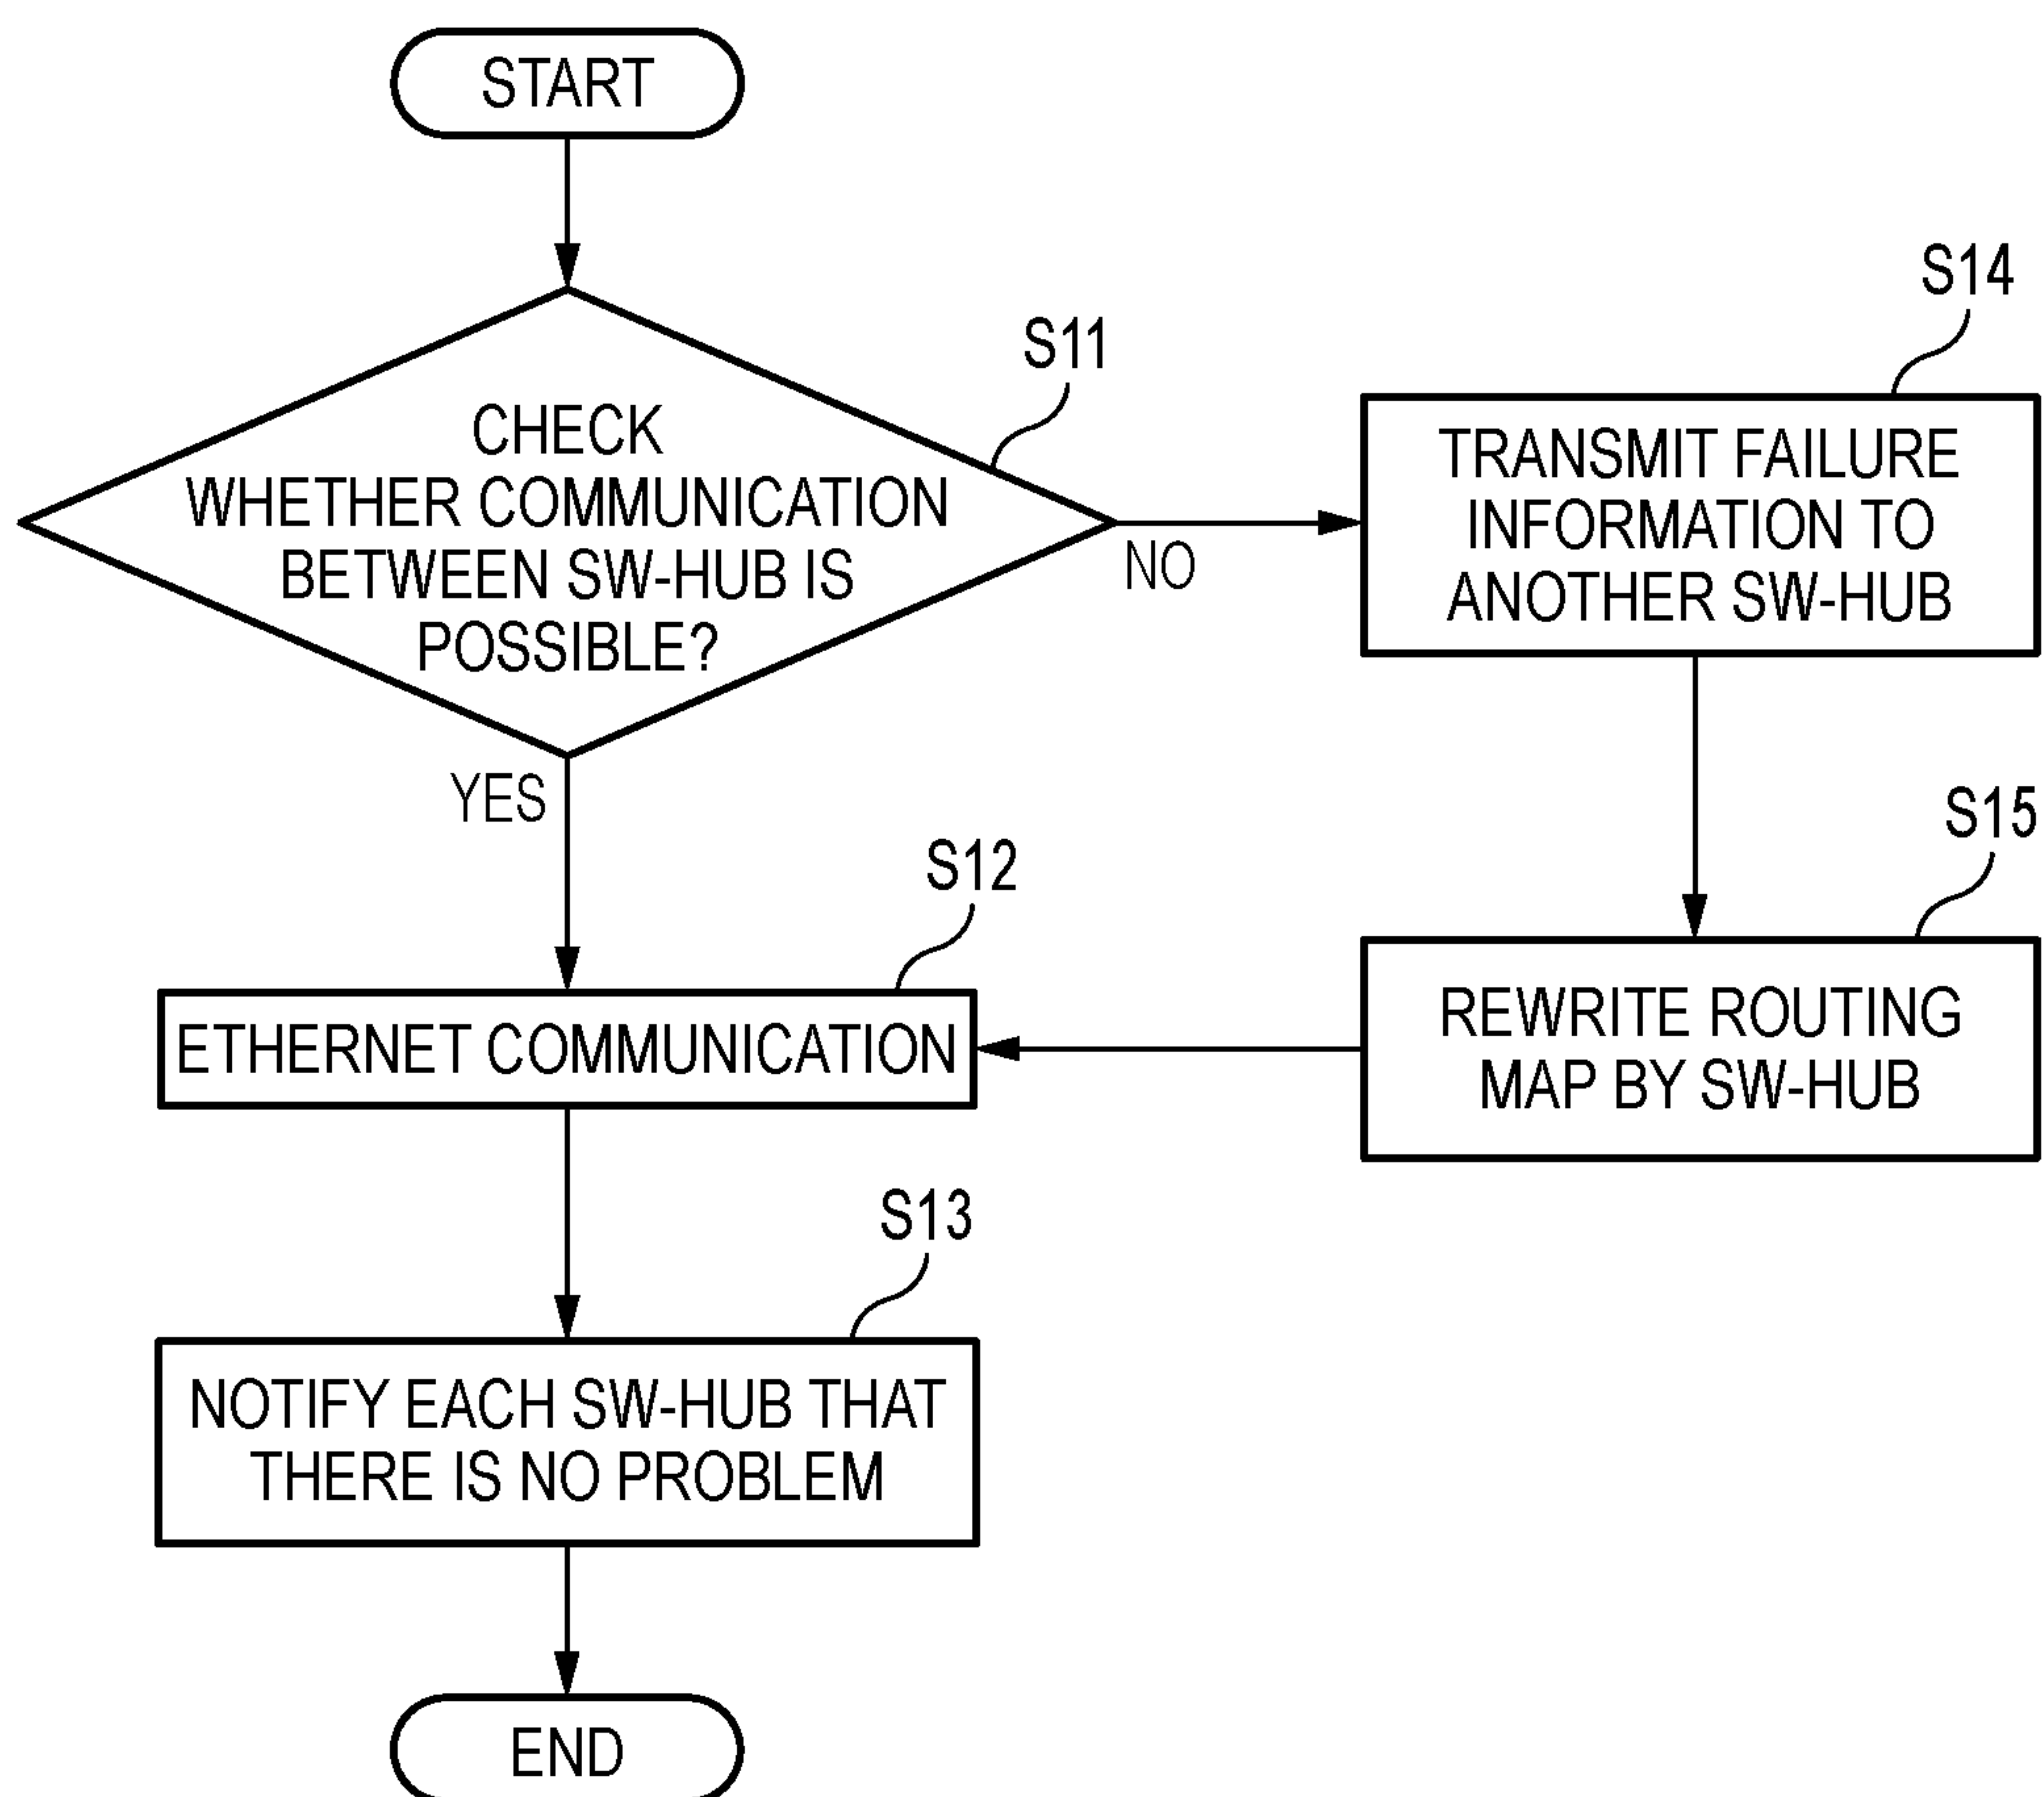 START
S11
CHECK
WHETHER COMMUNICATION
BETWEEN SW-HUB IS
POSSIBLE?
NO
YES
S14
TRANSMIT FAILURE
INFORMATION TO
ANOTHER SW-HUB
S15
REWRITE ROUTING
MAP BY SW-HUB
S12
ETHERNET COMMUNICATION
S13
NOTIFY EACH SW-HUB THAT
THERE IS NO PROBLEM
END